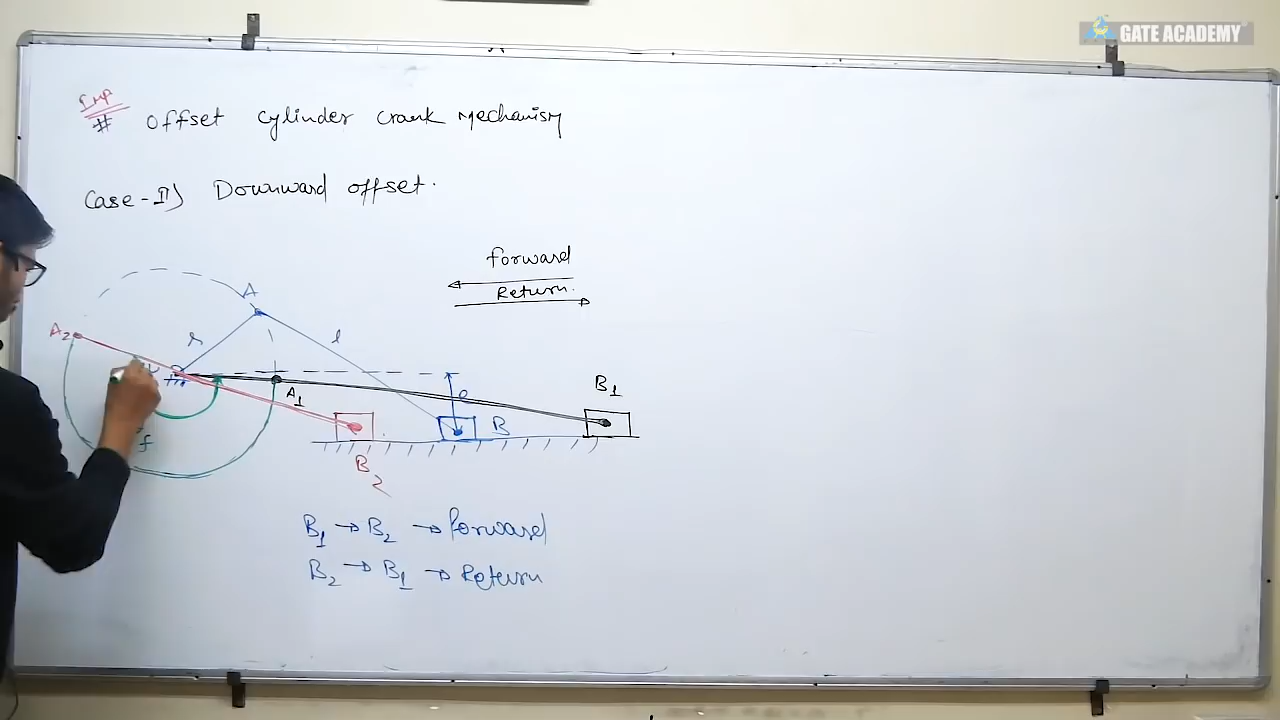 GATE ACADEMY
IMP
# Offset cylinder crank Mechanism
Case-II) Downward offset.
forward
Return.
A
r
l
A2
A1
e
B1
B
f
B2
B1 → B2 → forward
B2 → B1 → Return